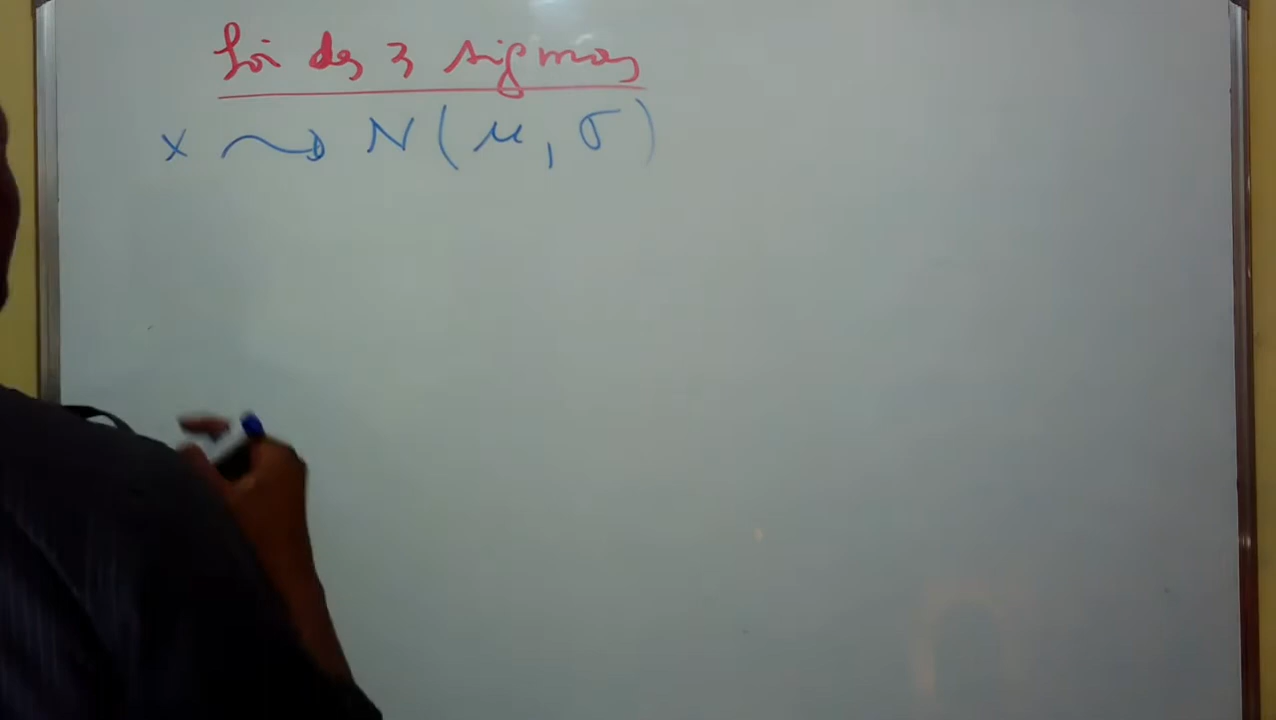 Loi des 3 sigmas
X ⤳ N(μ, σ)